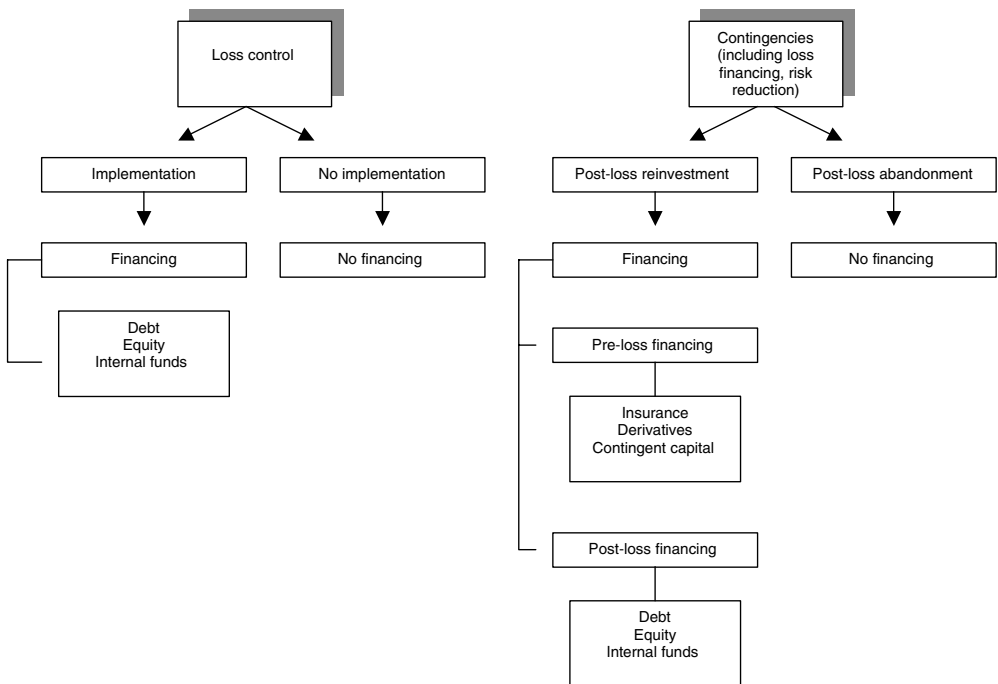 Loss control
Implementation
No implementation
Financing
No financing
Debt
Equity
Internal funds
Contingencies
(including loss
financing, risk
reduction)
Post-loss reinvestment
Post-loss abandonment
Financing
No financing
Pre-loss financing
Insurance
Derivatives
Contingent capital
Post-loss financing
Debt
Equity
Internal funds